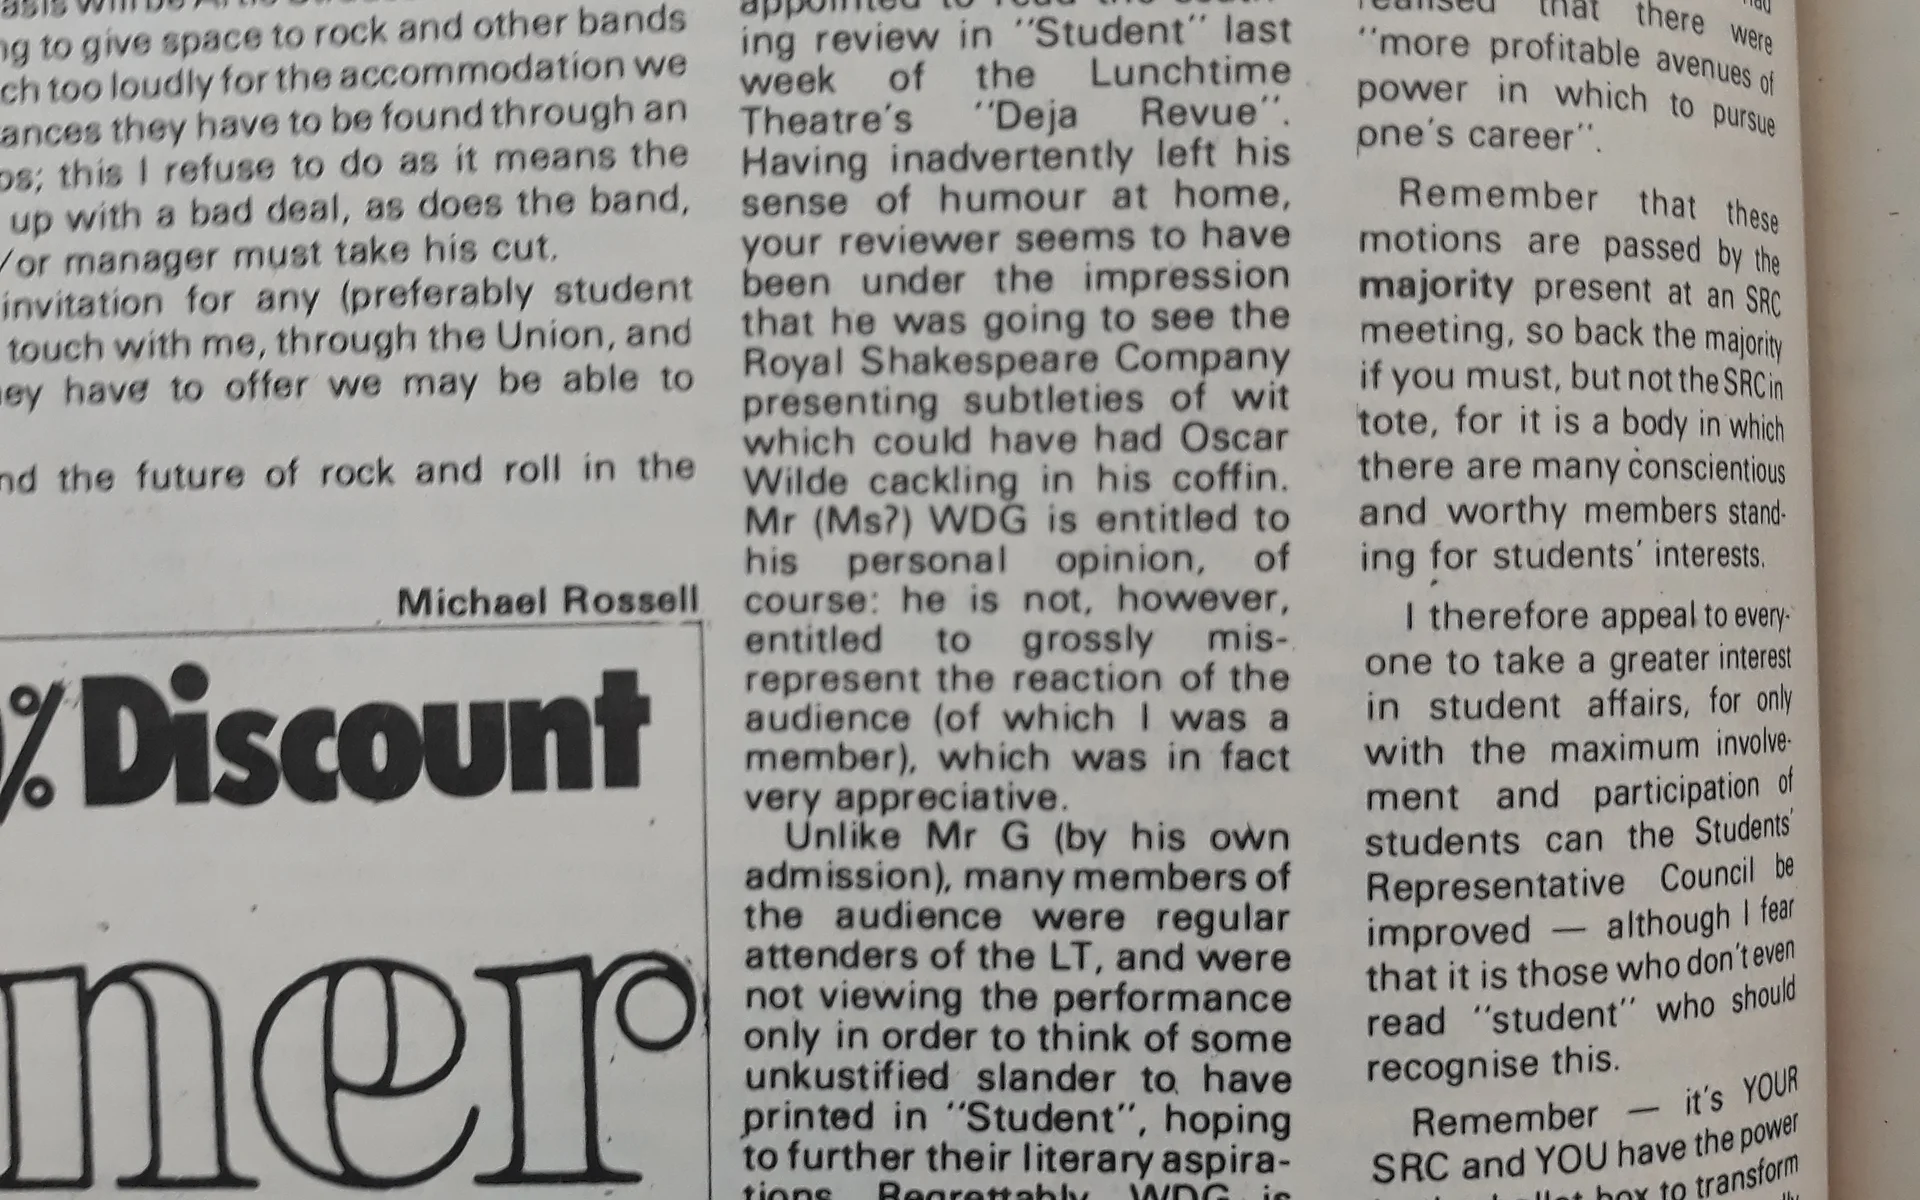 ng to give space to rock and other bands
ch too loudly for the accommodation we
ances they have to be found through an
os; this I refuse to do as it means the
up with a bad deal, as does the band,
/or manager must take his cut.
invitation for any (preferably student
touch with me, through the Union, and
ey have to offer we may be able to
nd the future of rock and roll in the
Michael Rossell
% Discount
ner
ing review in "Student" last
week of the Lunchtime
Theatre's "Deja Revue".
Having inadvertently left his
sense of humour at home,
your reviewer seems to have
been under the impression
that he was going to see the
Royal Shakespeare Company
presenting subtleties of wit
which could have had Oscar
Wilde cackling in his coffin.
Mr (Ms?) WDG is entitled to
his personal opinion, of
course: he is not, however,
entitled to grossly mis-
represent the reaction of the
audience (of which I was a
member), which was in fact
very appreciative.
Unlike Mr G (by his own
admission), many members of
the audience were regular
attenders of the LT, and were
not viewing the performance
only in order to think of some
unkustified slander to have
printed in "Student", hoping
to further their literary aspira-
tions. Regrettably WDG is
realised that there were
"more profitable avenues of
power in which to pursue
one's career".
Remember that these
motions are passed by the
majority present at an SRC
meeting, so back the majority
if you must, but not the SRC in
tote, for it is a body in which
there are many conscientious
and worthy members stand-
ing for students' interests.
I therefore appeal to every-
one to take a greater interest
in student affairs, for only
with the maximum involve-
ment and participation of
students can the Students'
Representative Council be
improved — although I fear
that it is those who don't even
read "student" who should
recognise this.
Remember — it's YOUR
SRC and YOU have the power
box to transform